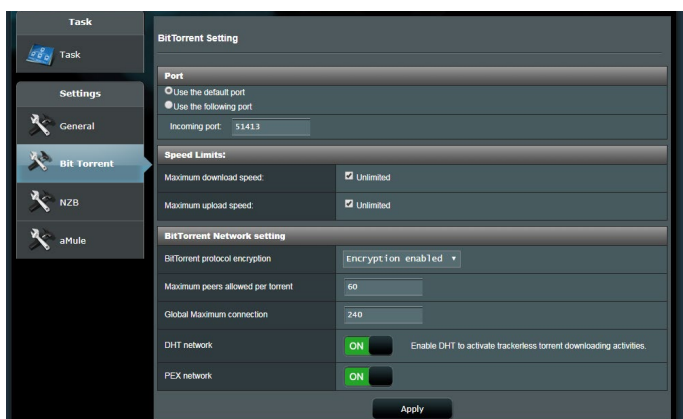 Task
Task
Settings
General
Bit Torrent
NZB
aMule
BitTorrent Setting
Port
Use the default port
Use the following port
Incoming port: 51413
Speed Limits:
Maximum download speed: Unlimited
Maximum upload speed: Unlimited
BitTorrent Network setting
BitTorrent protocol encryption Encryption enabled
Maximum peers allowed per torrent 60
Global Maximum connection 240
DHT network ON Enable DHT to activate trackerless torrent downloading activities.
PEX network ON
Apply